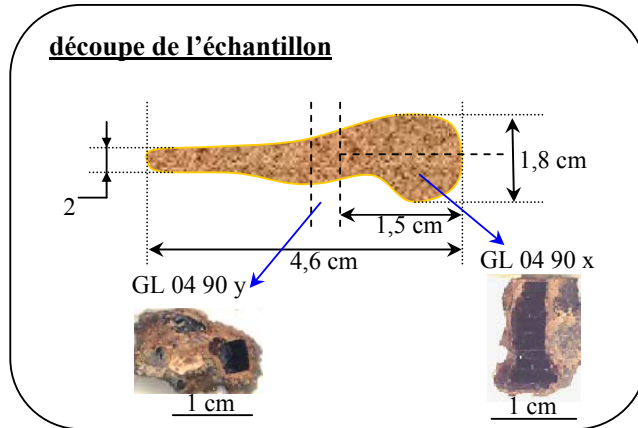 découpe de l’échantillon
1,8 cm
2
1,5 cm
4,6 cm
GL 04 90 x
GL 04 90 y
1 cm
1 cm